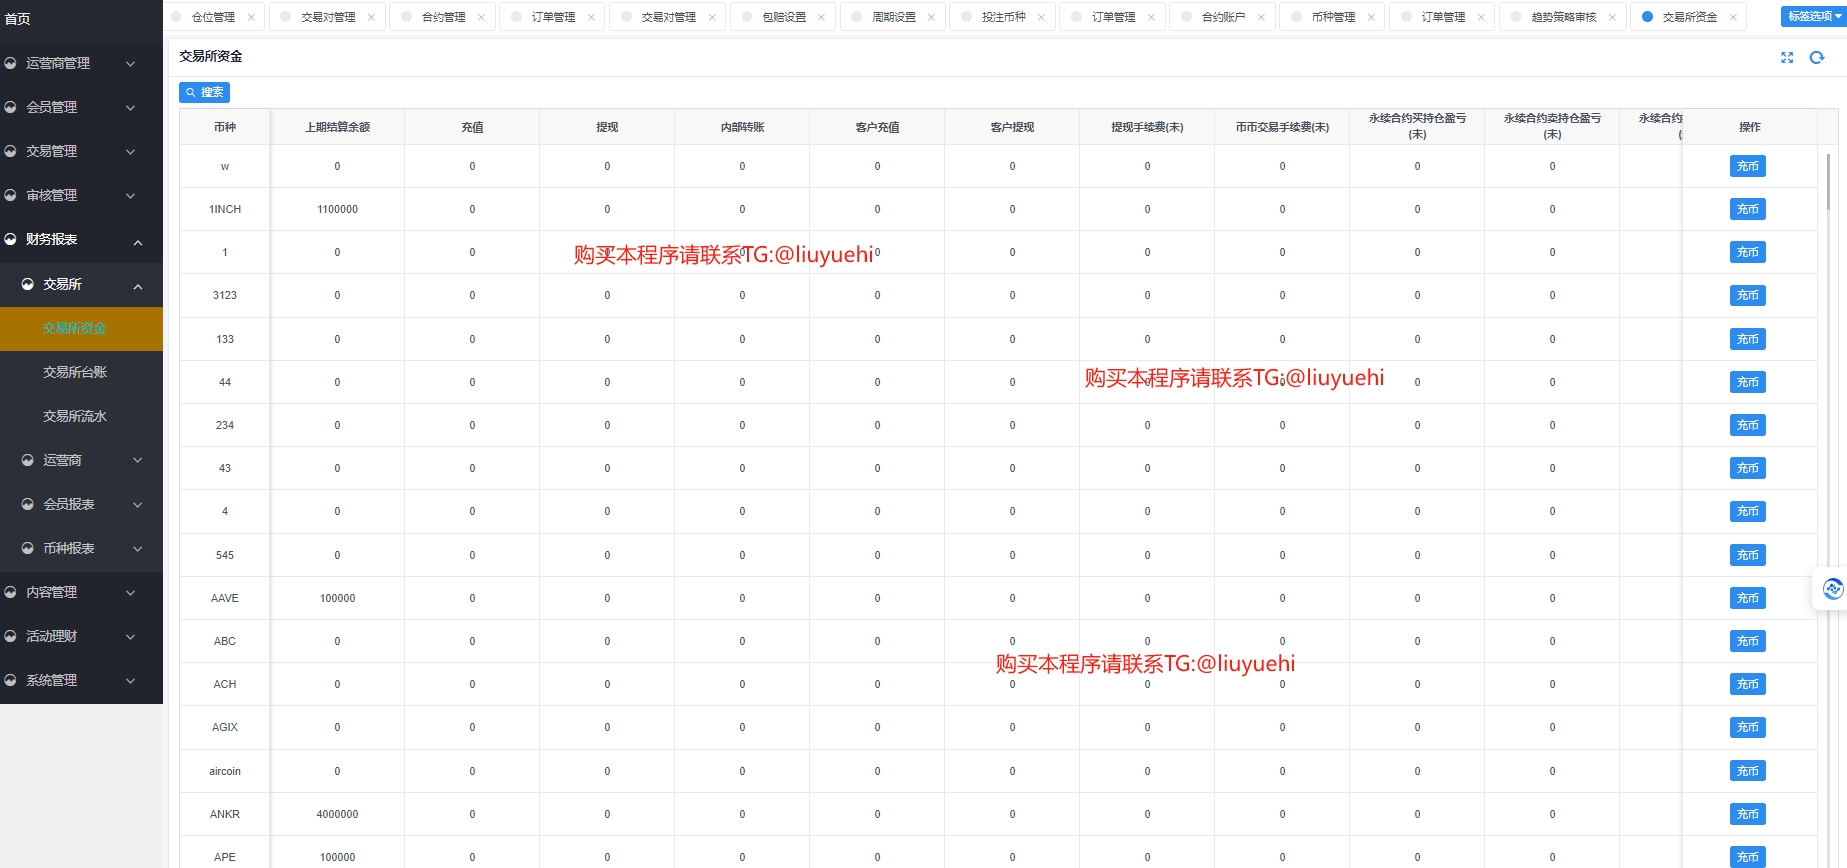 首页
运营商管理
会员管理
交易管理
审核管理
财务报表
交易所
交易所资金
交易所台账
交易所流水
运营商
会员报表
币种报表
内容管理
活动理财
系统管理
仓位管理 交易对管理 合约管理 订单管理 交易对管理 包赔设置 周期设置 投注币种 订单管理 合约账户 币种管理 订单管理 趋势策略审核 交易所资金 标签选项
交易所资金
搜索
币种 上期结算余额 充值 提现 内部转账 客户充值 客户提现 提现手续费(未) 币币交易手续费(未) 永续合约买持仓盈亏(未) 永续合约卖持仓盈亏(未) 永续合约 操作
w 0 0 0 0 0 0 0 0 0 0 充币
1INCH 1100000 0 0 0 0 0 0 0 0 0 充币
1 0 0 0 0 0 0 0 0 0 0 充币
购买本程序请联系TG:@liuyuehi
3123 0 0 0 0 0 0 0 0 0 0 充币
133 0 0 0 0 0 0 0 0 0 0 充币
44 0 0 0 0 0 0 0 0 0 0 充币
购买本程序请联系TG:@liuyuehi
234 0 0 0 0 0 0 0 0 0 0 充币
43 0 0 0 0 0 0 0 0 0 0 充币
4 0 0 0 0 0 0 0 0 0 0 充币
545 0 0 0 0 0 0 0 0 0 0 充币
AAVE 100000 0 0 0 0 0 0 0 0 0 充币
ABC 0 0 0 0 0 0 0 0 0 0 充币
购买本程序请联系TG:@liuyuehi
ACH 0 0 0 0 0 0 0 0 0 0 充币
AGIX 0 0 0 0 0 0 0 0 0 0 充币
aircoin 0 0 0 0 0 0 0 0 0 0 充币
ANKR 4000000 0 0 0 0 0 0 0 0 0 充币
APE 100000 0 0 0 0 0 0 0 0 0 充币